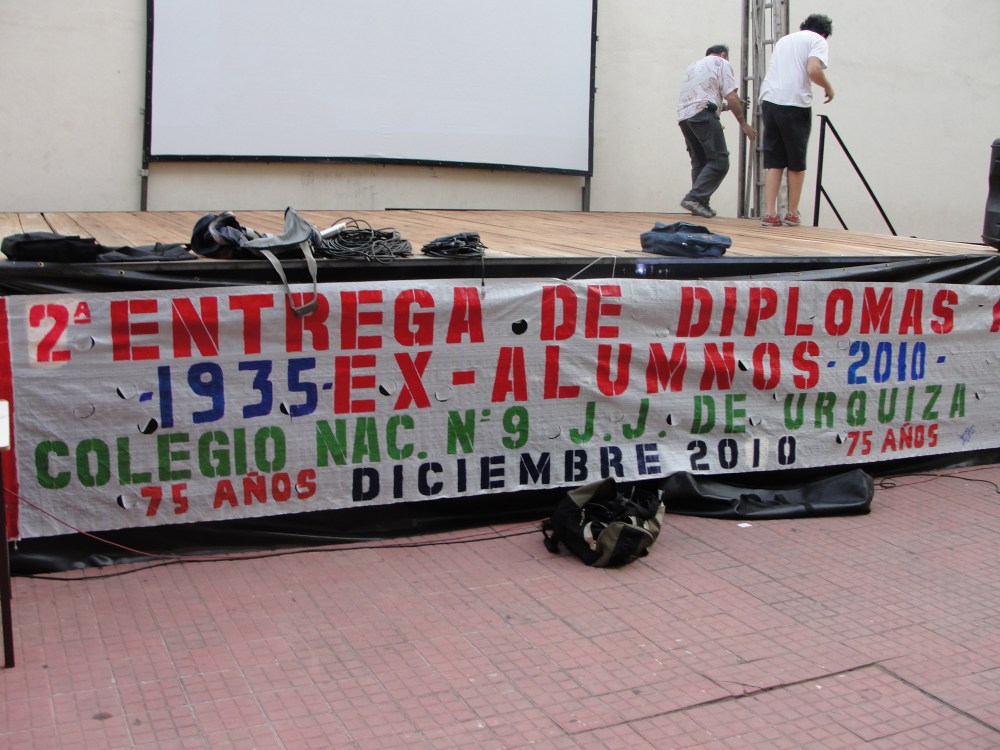 2ª ENTREGA DE DIPLOMAS
-1935- EX-ALUMNOS -2010-
COLEGIO NAC. Nº 9 J.J. DE URQUIZA
75 AÑOS DICIEMBRE 2010 75 AÑOS